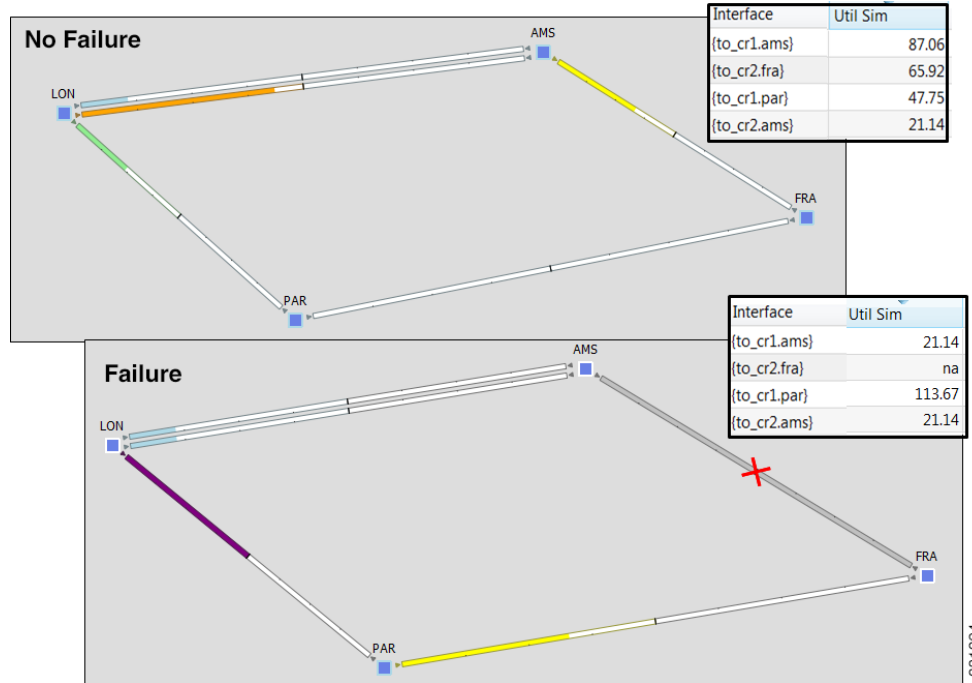 No Failure
Interface Util Sim
{to_cr1.ams} 87.06
{to_cr2.fra} 65.92
{to_cr1.par} 47.75
{to_cr2.ams} 21.14
AMS
LON
FRA
PAR
Failure
Interface Util Sim
{to_cr1.ams} 21.14
{to_cr2.fra} na
{to_cr1.par} 113.67
{to_cr2.ams} 21.14
AMS
LON
FRA
PAR